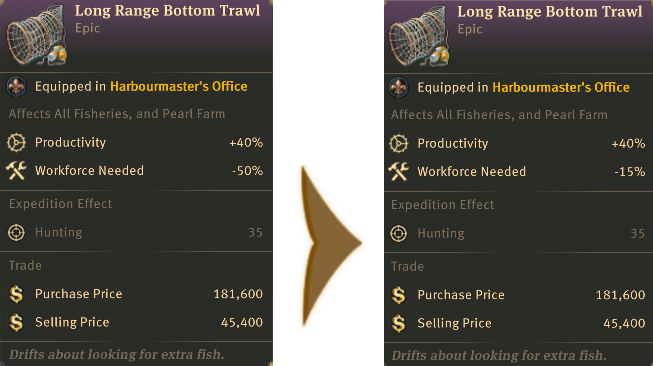 Long Range Bottom Trawl
Epic
Equipped in Harbourmaster's Office
Affects All Fisheries, and Pearl Farm
Productivity +40%
Workforce Needed -50%
Expedition Effect
Hunting 35
Trade
Purchase Price 181,600
Selling Price 45,400
Drifts about looking for extra fish.
Long Range Bottom Trawl
Epic
Equipped in Harbourmaster's Office
Affects All Fisheries, and Pearl Farm
Productivity +40%
Workforce Needed -15%
Expedition Effect
Hunting 35
Trade
Purchase Price 181,600
Selling Price 45,400
Drifts about looking for extra fish.